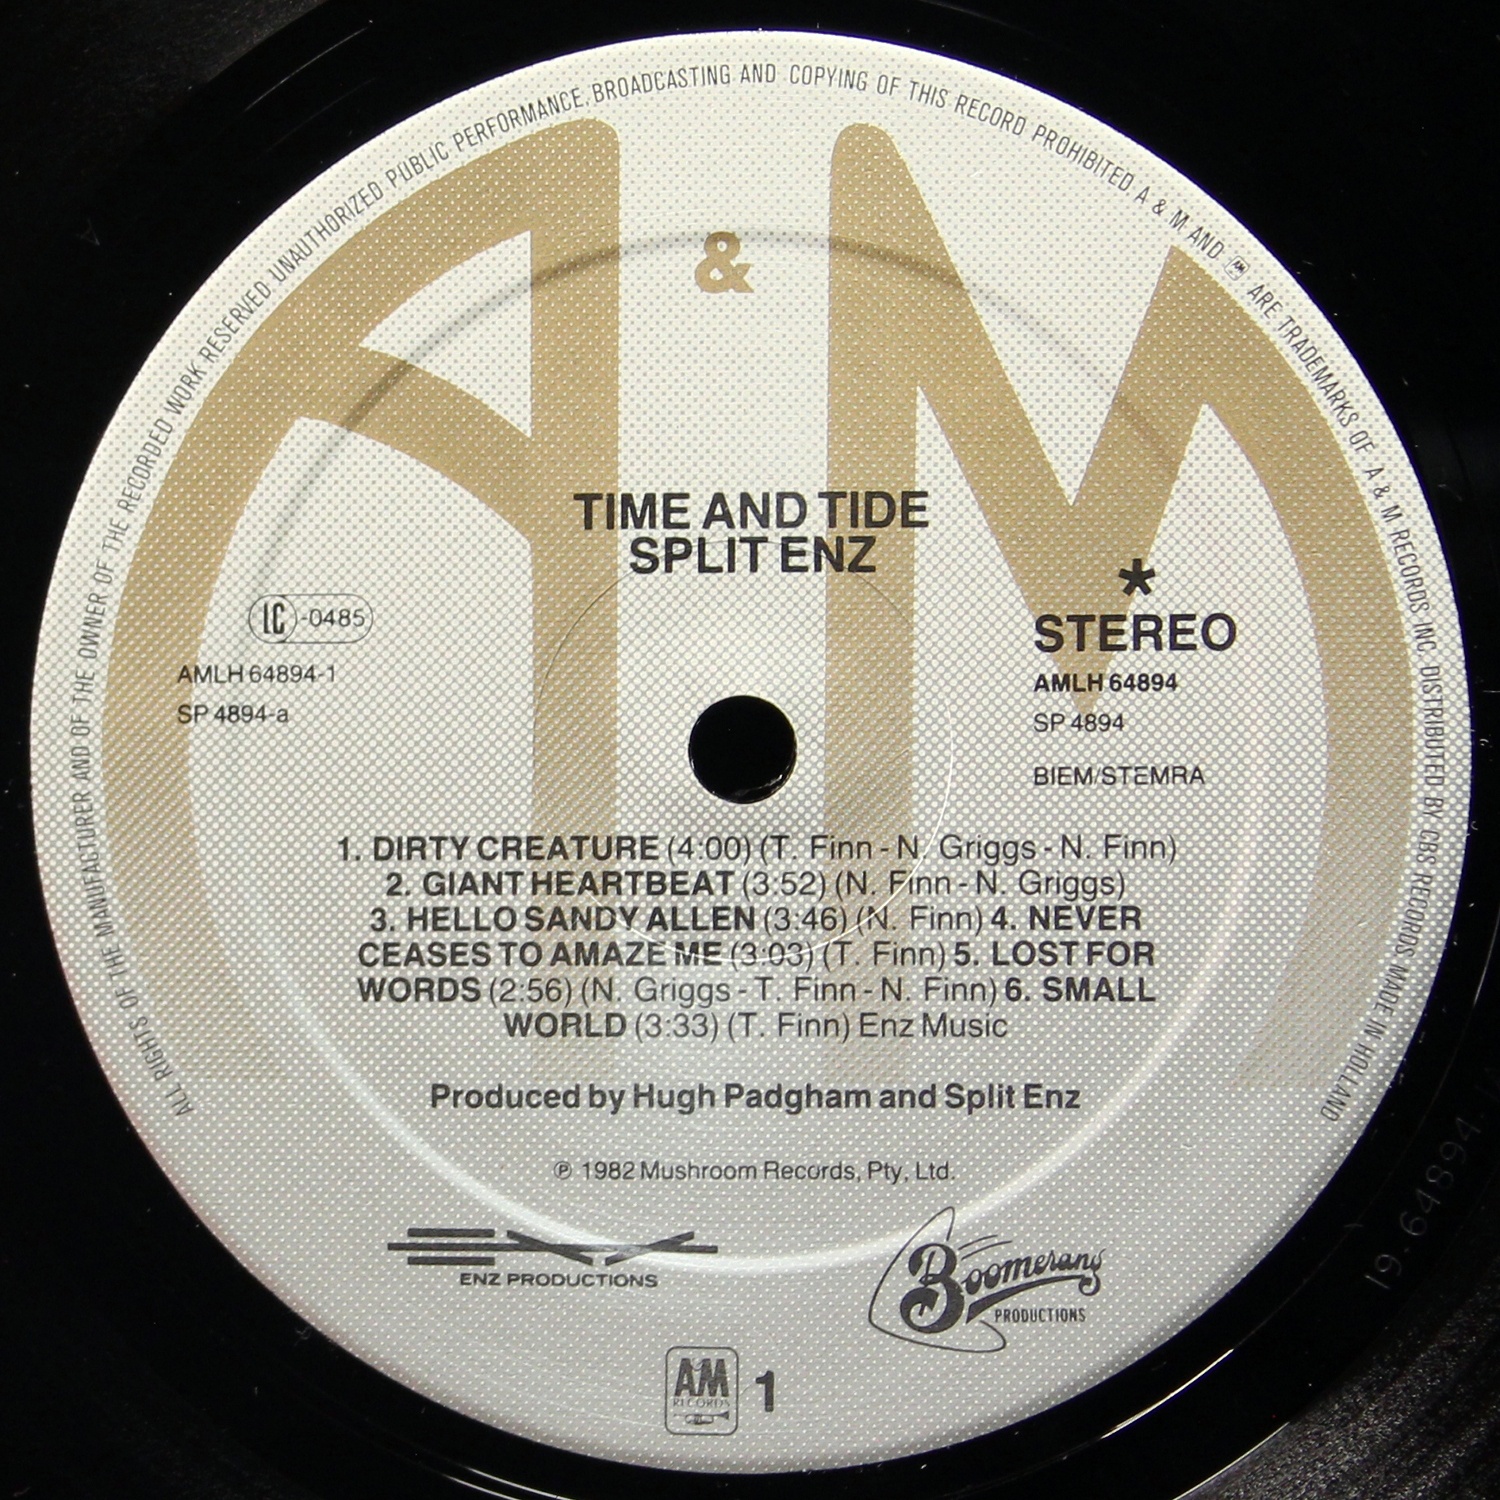 ALL RIGHTS OF THE MANUFACTURER AND OF THE OWNER OF THE RECORDED WORK RESERVED UNAUTHORIZED PUBLIC PERFORMANCE, BROADCASTING AND COPYING OF THIS RECORD PROHIBITED A & M AND AM ARE TRADEMARKS OF A & M RECORDS INC. DISTRIBUTED BY CBS RECORDS MADE IN HOLLAND
A & M
TIME AND TIDE
SPLIT ENZ
LC-0485
AMLH 64894-1
SP 4894-a
*
STEREO
AMLH 64894
SP 4894
BIEM/STEMRA
1. DIRTY CREATURE (4:00) (T. Finn - N. Griggs - N. Finn)
2. GIANT HEARTBEAT (3:52) (N. Finn - N. Griggs)
3. HELLO SANDY ALLEN (3:46) (N. Finn) 4. NEVER
CEASES TO AMAZE ME (3:03) (T. Finn) 5. LOST FOR
WORDS (2:56) (N. Griggs - T. Finn - N. Finn) 6. SMALL
WORLD (3:33) (T. Finn) Enz Music
Produced by Hugh Padgham and Split Enz
℗ 1982 Mushroom Records, Pty, Ltd.
ENZ PRODUCTIONS
Boomerang
PRODUCTIONS
AM
RECORDS
1